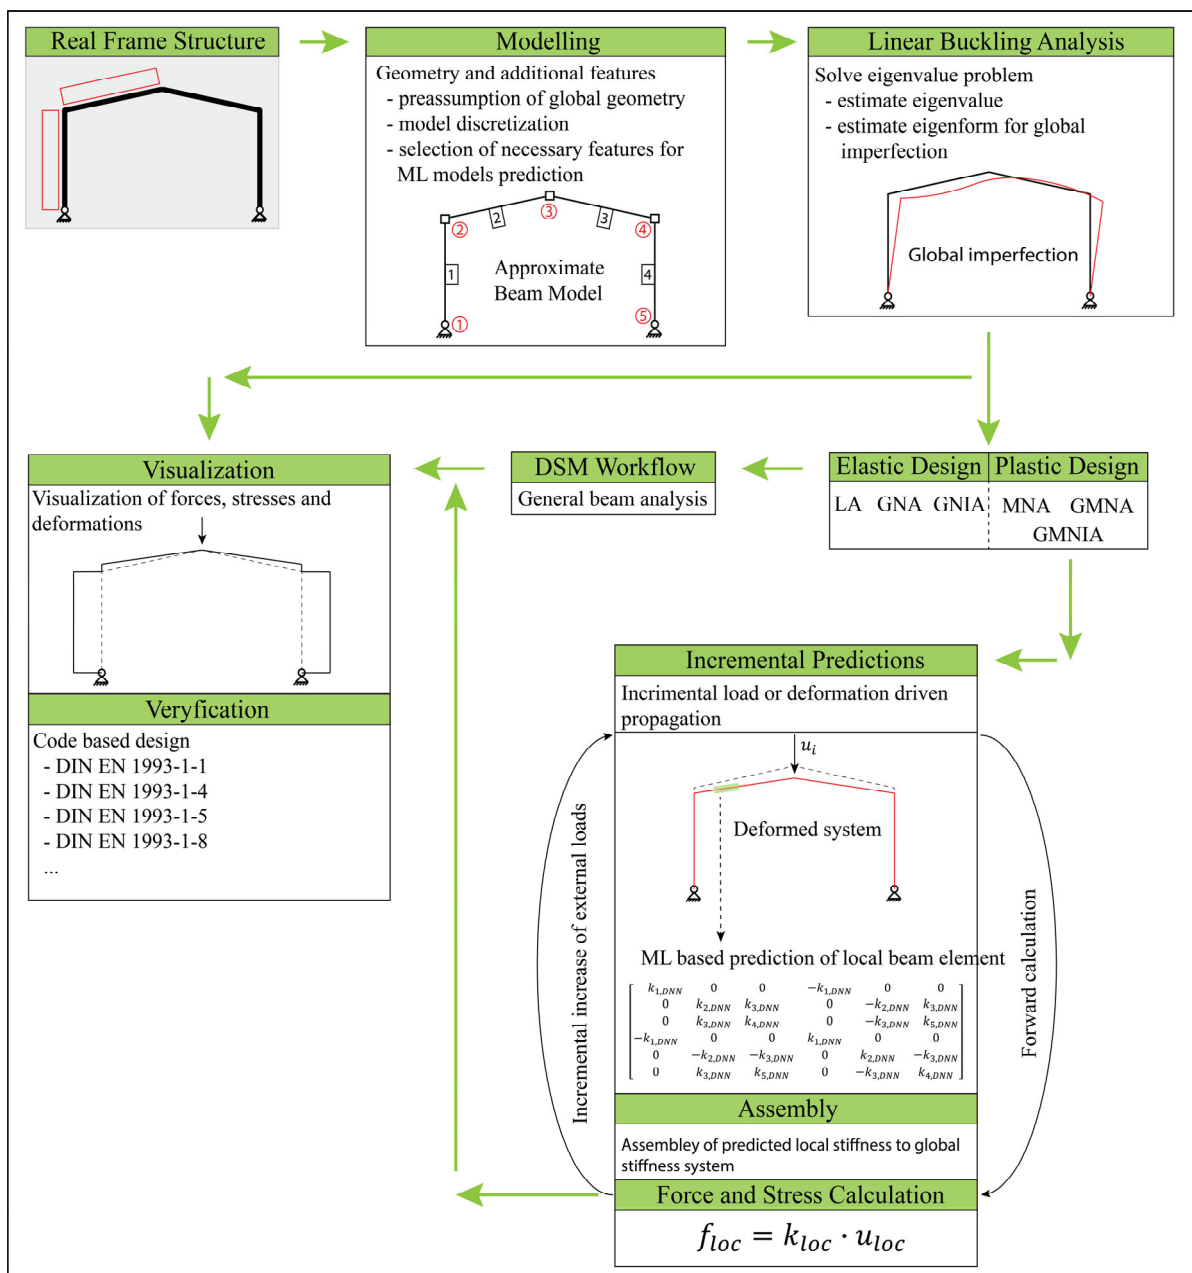 Real Frame Structure
Modelling
Geometry and additional features
- preassumption of global geometry
- model discretization
- selection of necessary features for
ML models prediction
2
3
②
③
④
1
4
Approximate
Beam Model
①
⑤
Linear Buckling Analysis
Solve eigenvalue problem
- estimate eigenvalue
- estimate eigenform for global
imperfection
Global imperfection
Visualization
Visualization of forces, stresses and
deformations
Veryfication
Code based design
- DIN EN 1993-1-1
- DIN EN 1993-1-4
- DIN EN 1993-1-5
- DIN EN 1993-1-8
...
DSM Workflow
General beam analysis
Elastic Design
Plastic Design
LA GNA GNIA
MNA GMNA
GMNIA
Incremental Predictions
Incrimental load or deformation driven
propagation
u_i
Deformed system
ML based prediction of local beam element
k_{1,DNN} 0 0 −k_{1,DNN} 0 0
0 k_{2,DNN} k_{3,DNN} 0 −k_{2,DNN} k_{3,DNN}
0 k_{3,DNN} k_{4,DNN} 0 −k_{3,DNN} k_{5,DNN}
−k_{1,DNN} 0 0 k_{1,DNN} 0 0
0 −k_{2,DNN} −k_{3,DNN} 0 k_{2,DNN} −k_{3,DNN}
0 k_{3,DNN} k_{5,DNN} 0 −k_{3,DNN} k_{4,DNN}
Incremental increase of external loads
Forward calculation
Assembly
Assembley of predicted local stiffness to global
stiffness system
Force and Stress Calculation
f_{loc} = k_{loc} · u_{loc}